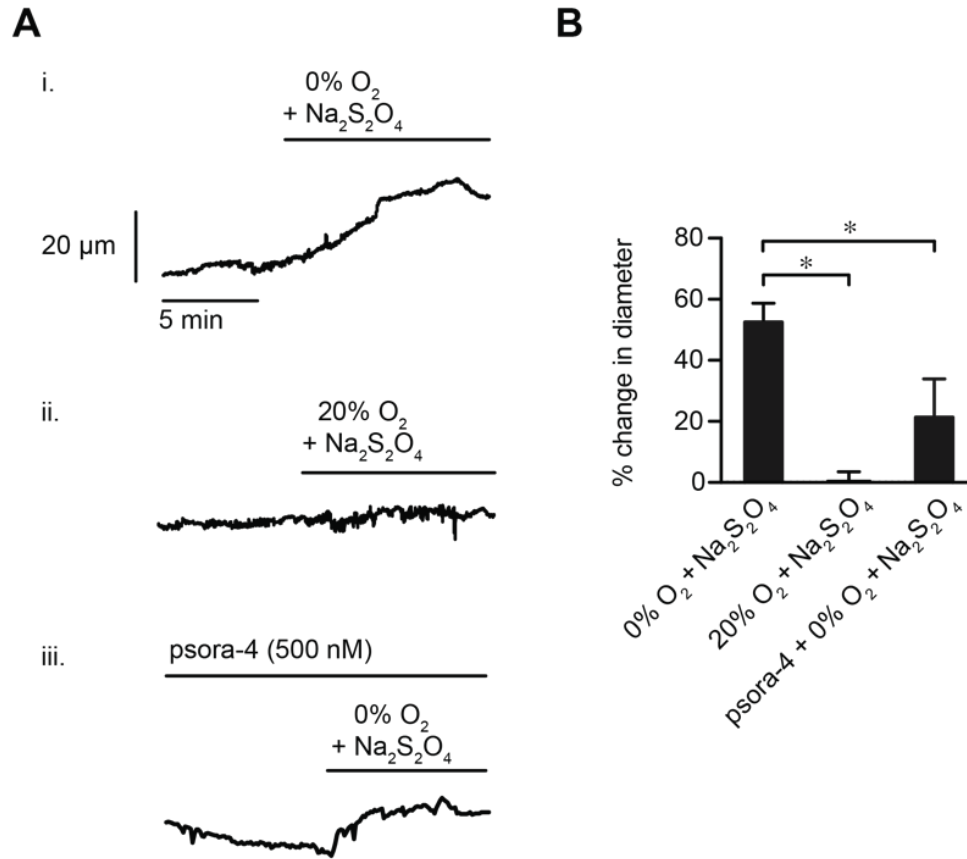 A
i.
0% O₂
+ Na₂S₂O₄
20 µm
5 min
ii.
20% O₂
+ Na₂S₂O₄
iii.
psora-4 (500 nM)
0% O₂
+ Na₂S₂O₄
B
% change in diameter
80
60
40
20
0
*
*
0% O₂ + Na₂S₂O₄
20% O₂ + Na₂S₂O₄
psora-4 + 0% O₂ + Na₂S₂O₄